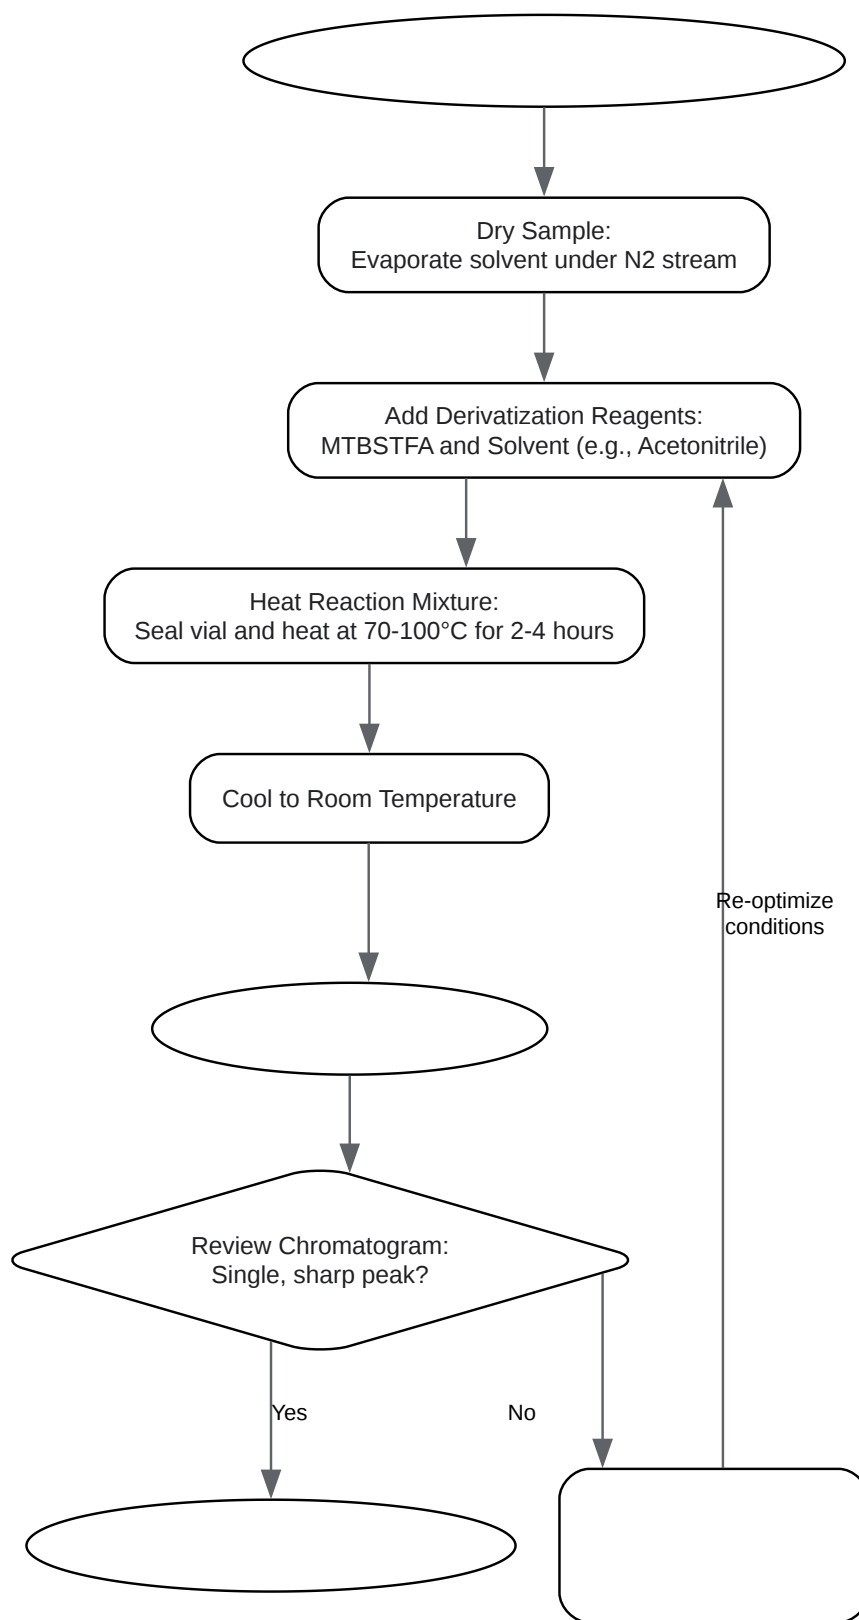 Dry Sample:
Evaporate solvent under N2 stream
Add Derivatization Reagents:
MTBSTFA and Solvent (e.g., Acetonitrile)
Heat Reaction Mixture:
Seal vial and heat at 70-100°C for 2-4 hours
Cool to Room Temperature
Re-optimize
conditions
Review Chromatogram:
Single, sharp peak?
Yes
No